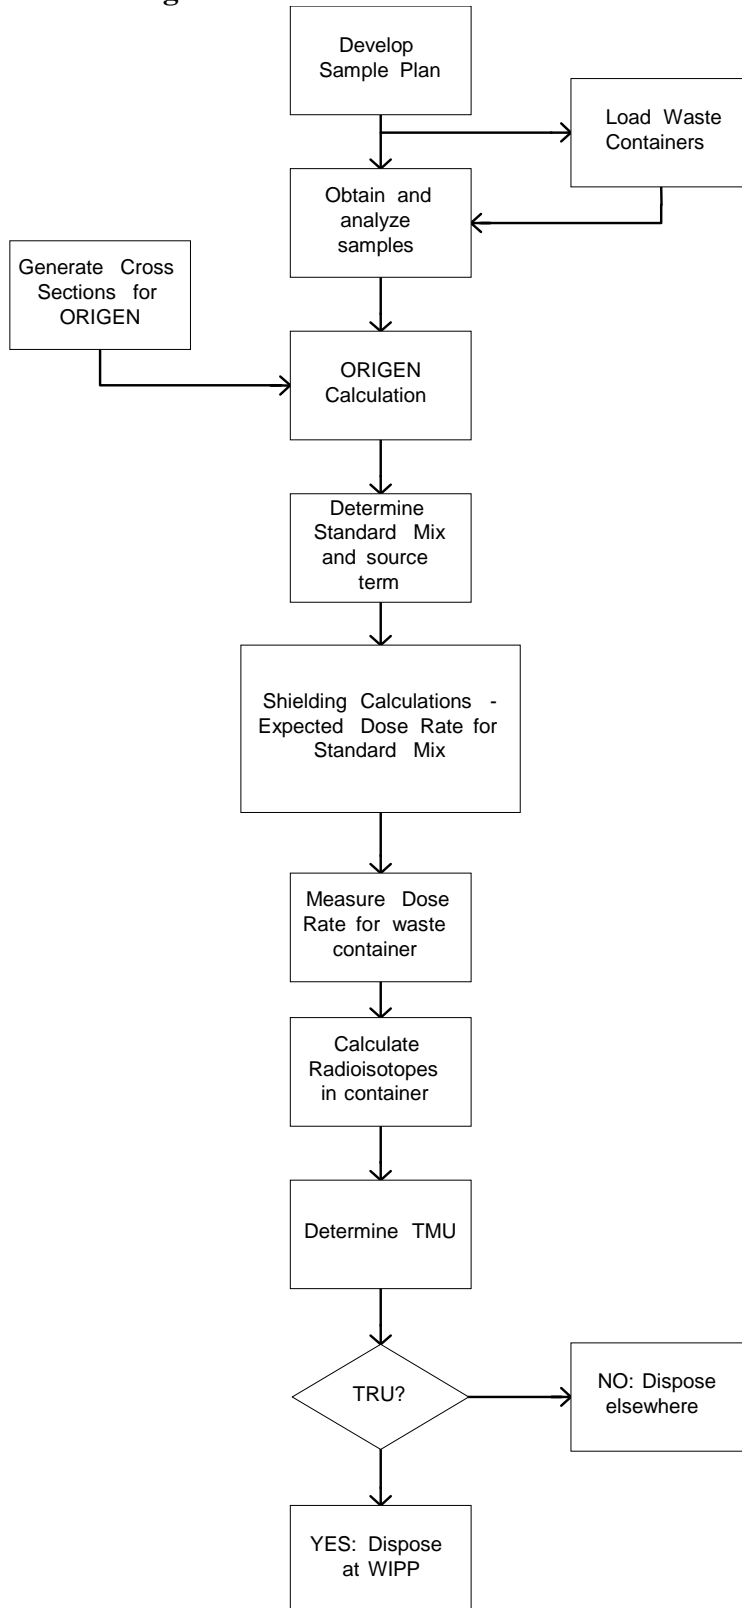 Develop
Sample Plan
Load Waste
Containers
Obtain and
analyze
samples
Generate Cross
Sections for
ORIGEN
ORIGEN
Calculation
Determine
Standard Mix
and source
term
Shielding Calculations -
Expected Dose Rate for
Standard Mix
Measure Dose
Rate for waste
container
Calculate
Radioisotopes
in container
Determine TMU
TRU?
NO: Dispose
elsewhere
YES: Dispose
at WIPP